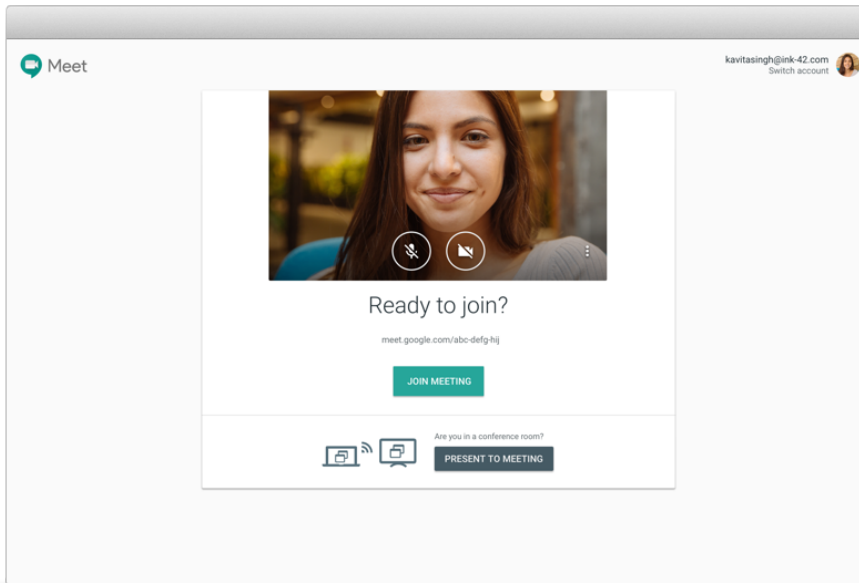 Meet
kavitasingh@ink-42.com
Switch account
Ready to join?
meet.google.com/abc-defg-hij
JOIN MEETING
Are you in a conference room?
PRESENT TO MEETING